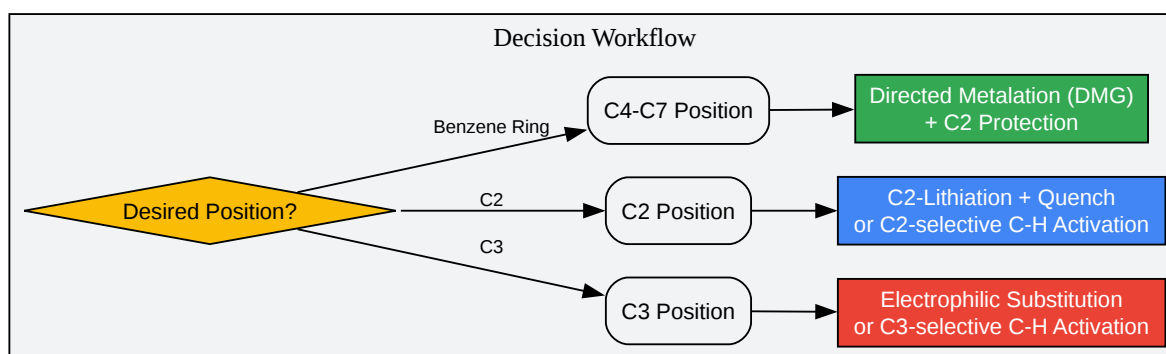 Decision Workflow
Desired Position?
Benzene Ring
C4-C7 Position
Directed Metalation (DMG)
+ C2 Protection
C2
C2 Position
C2-Lithiation + Quench
or C2-selective C-H Activation
C3
C3 Position
Electrophilic Substitution
or C3-selective C-H Activation